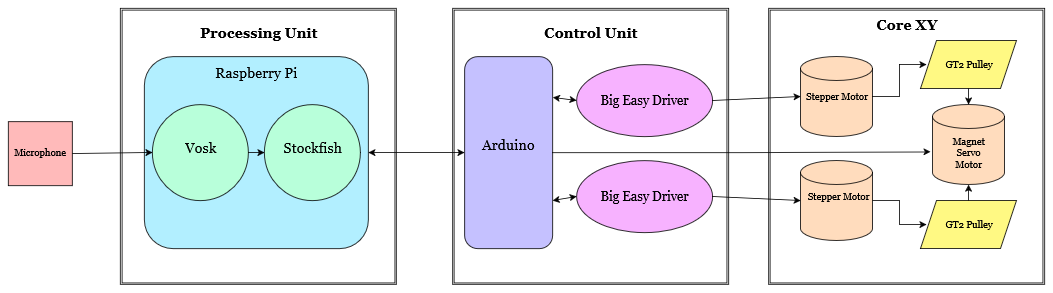 Processing Unit
Control Unit
Core XY
Raspberry Pi
Microphone
Vosk
Stockfish
Arduino
Big Easy Driver
Big Easy Driver
Stepper Motor
GT2 Pulley
Magnet
Servo
Motor
Stepper Motor
GT2 Pulley